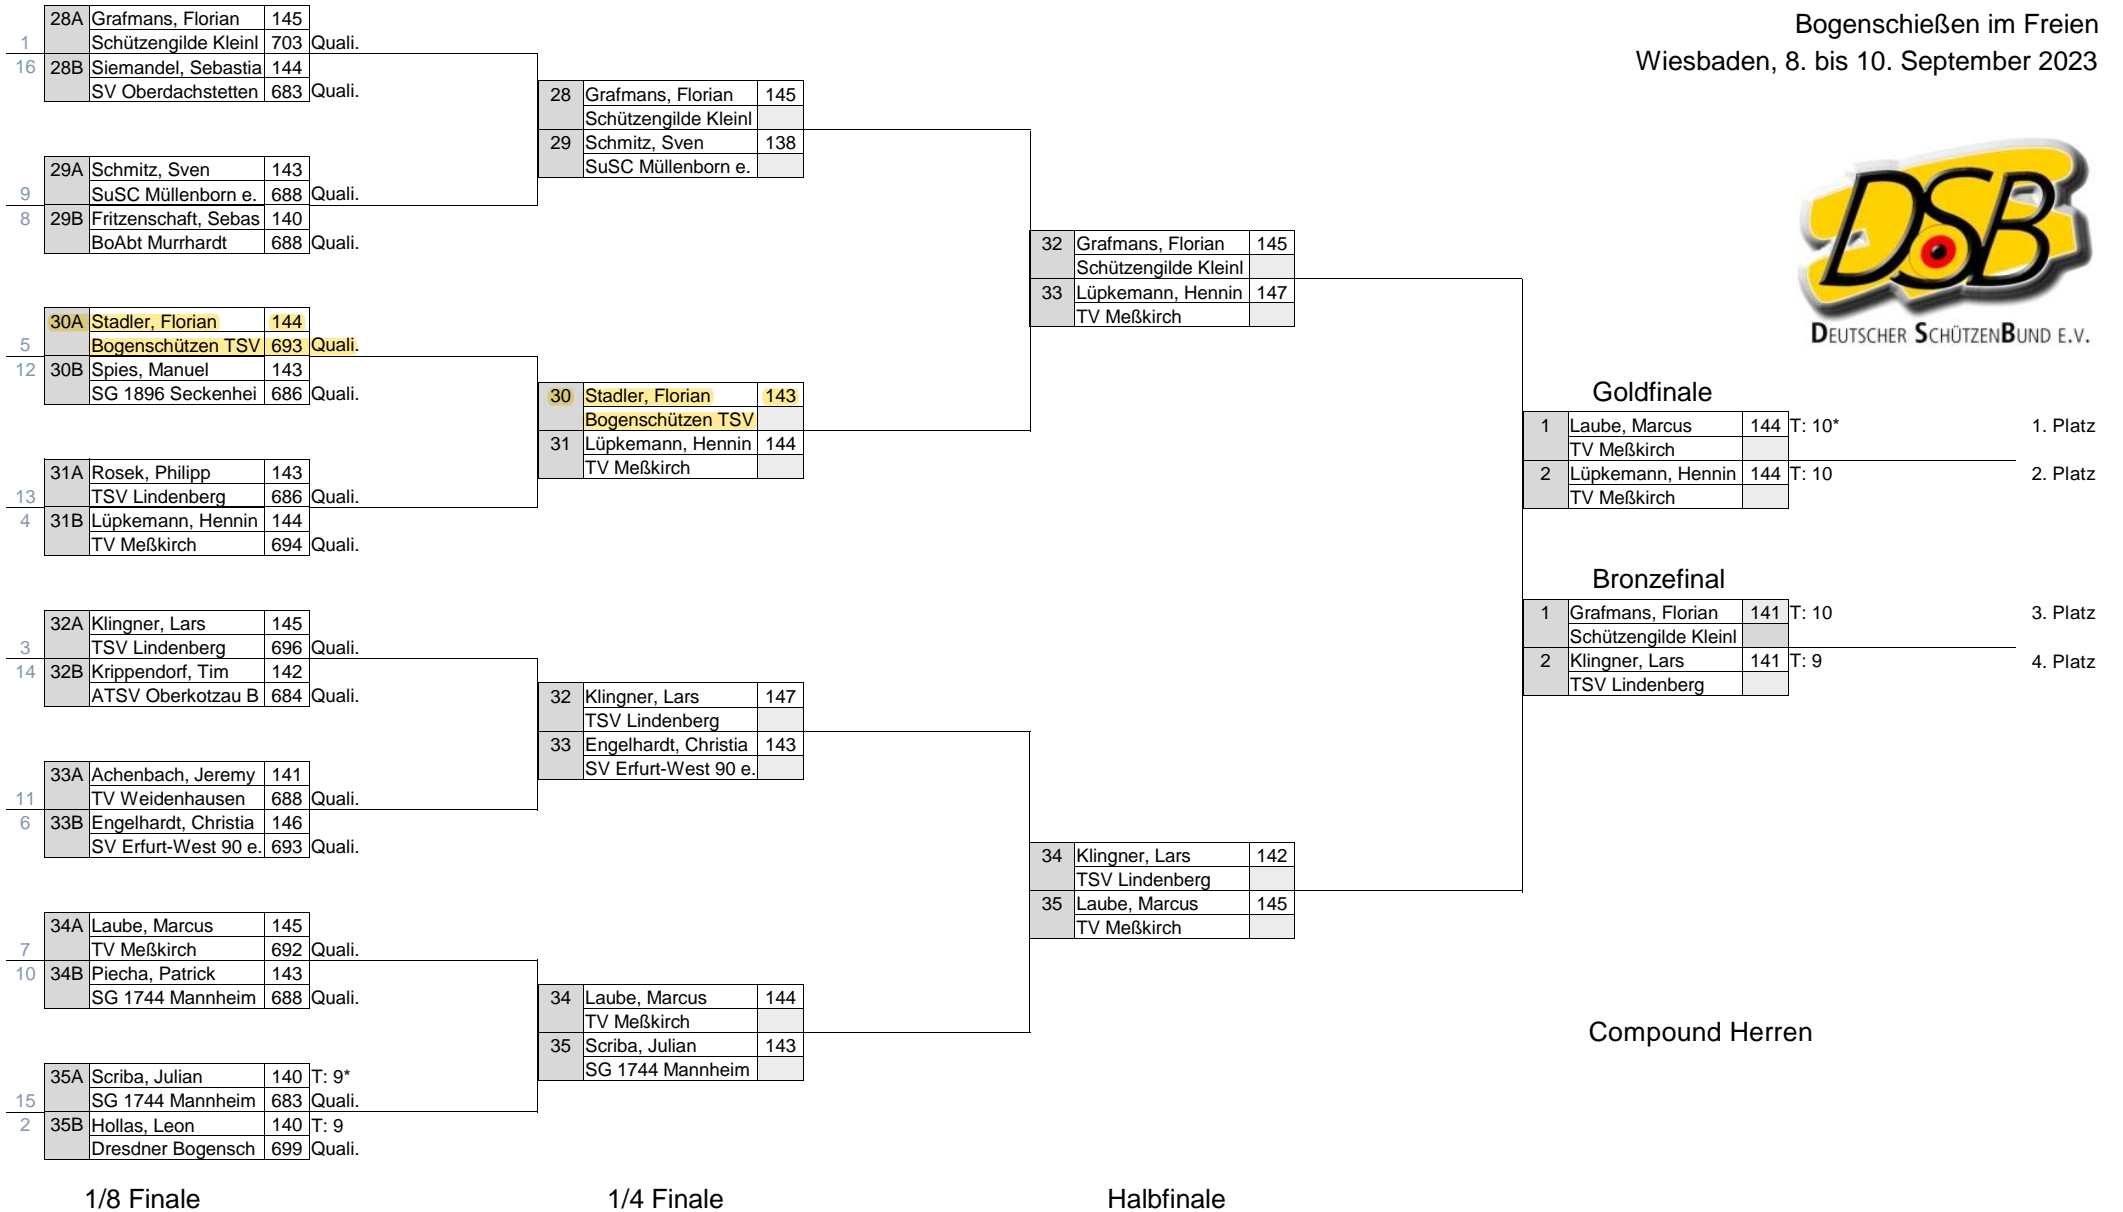 Bogenschießen im Freien
Wiesbaden, 8. bis 10. September 2023
DSB
DEUTSCHER SCHÜTZENBUND E.V.
28A Grafmans, Florian 145
1 Schützengilde Kleinl 703 Quali.
16 28B Siemandel, Sebastia 144
SV Oberdachstetten 683 Quali.
29A Schmitz, Sven 143
9 SuSC Müllenborn e. 688 Quali.
8 29B Fritzenschaft, Sebas 140
BoAbt Murrhardt 688 Quali.
30A Stadler, Florian 144
5 Bogenschützen TSV 693 Quali.
12 30B Spies, Manuel 143
SG 1896 Seckenhei 686 Quali.
31A Rosek, Philipp 143
13 TSV Lindenberg 686 Quali.
4 31B Lüpkemann, Hennin 144
TV Meßkirch 694 Quali.
32A Klingner, Lars 145
3 TSV Lindenberg 696 Quali.
14 32B Krippendorf, Tim 142
ATSV Oberkotzau B 684 Quali.
33A Achenbach, Jeremy 141
11 TV Weidenhausen 688 Quali.
6 33B Engelhardt, Christia 146
SV Erfurt-West 90 e. 693 Quali.
34A Laube, Marcus 145
7 TV Meßkirch 692 Quali.
10 34B Piecha, Patrick 143
SG 1744 Mannheim 688 Quali.
35A Scriba, Julian 140 T: 9*
15 SG 1744 Mannheim 683 Quali.
2 35B Hollas, Leon 140 T: 9
Dresdner Bogensch 699 Quali.
1/8 Finale
28 Grafmans, Florian 145
Schützengilde Kleinl
29 Schmitz, Sven 138
SuSC Müllenborn e.
30 Stadler, Florian 143
Bogenschützen TSV
31 Lüpkemann, Hennin 144
TV Meßkirch
32 Klingner, Lars 147
TSV Lindenberg
33 Engelhardt, Christia 143
SV Erfurt-West 90 e.
34 Laube, Marcus 144
TV Meßkirch
35 Scriba, Julian 143
SG 1744 Mannheim
1/4 Finale
32 Grafmans, Florian 145
Schützengilde Kleinl
33 Lüpkemann, Hennin 147
TV Meßkirch
34 Klingner, Lars 142
TSV Lindenberg
35 Laube, Marcus 145
TV Meßkirch
Halbfinale
Goldfinale
1 Laube, Marcus 144 T: 10* 1. Platz
TV Meßkirch
2 Lüpkemann, Hennin 144 T: 10 2. Platz
TV Meßkirch
Bronzefinal
1 Grafmans, Florian 141 T: 10 3. Platz
Schützengilde Kleinl
2 Klingner, Lars 141 T: 9 4. Platz
TSV Lindenberg
Compound Herren